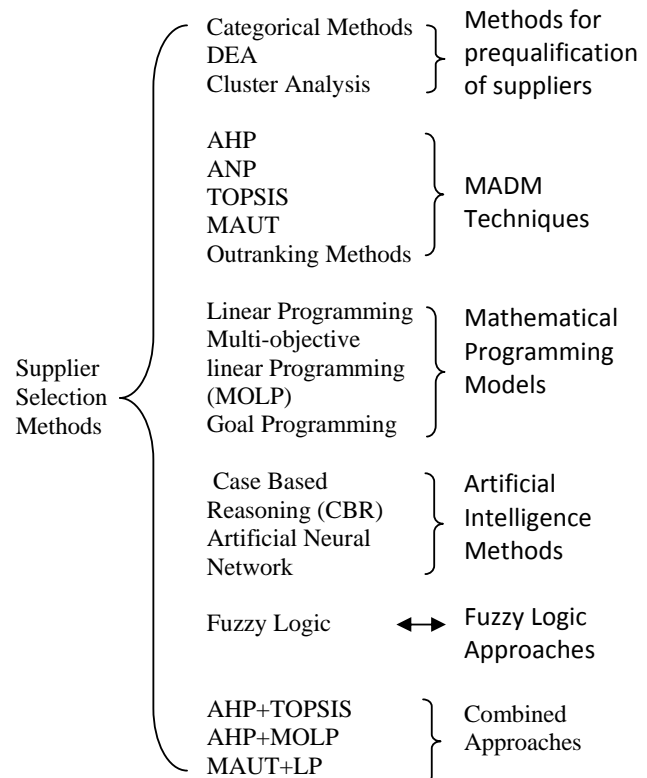 Categorical Methods
DEA
Cluster Analysis
Methods for
prequalification
of suppliers
AHP
ANP
TOPSIS
MAUT
Outranking Methods
MADM
Techniques
Supplier
Selection
Methods
Linear Programming
Multi-objective
linear Programming
(MOLP)
Goal Programming
Mathematical
Programming
Models
Case Based
Reasoning (CBR)
Artificial Neural
Network
Artificial
Intelligence
Methods
Fuzzy Logic
Fuzzy Logic
Approaches
AHP+TOPSIS
AHP+MOLP
MAUT+LP
Combined
Approaches